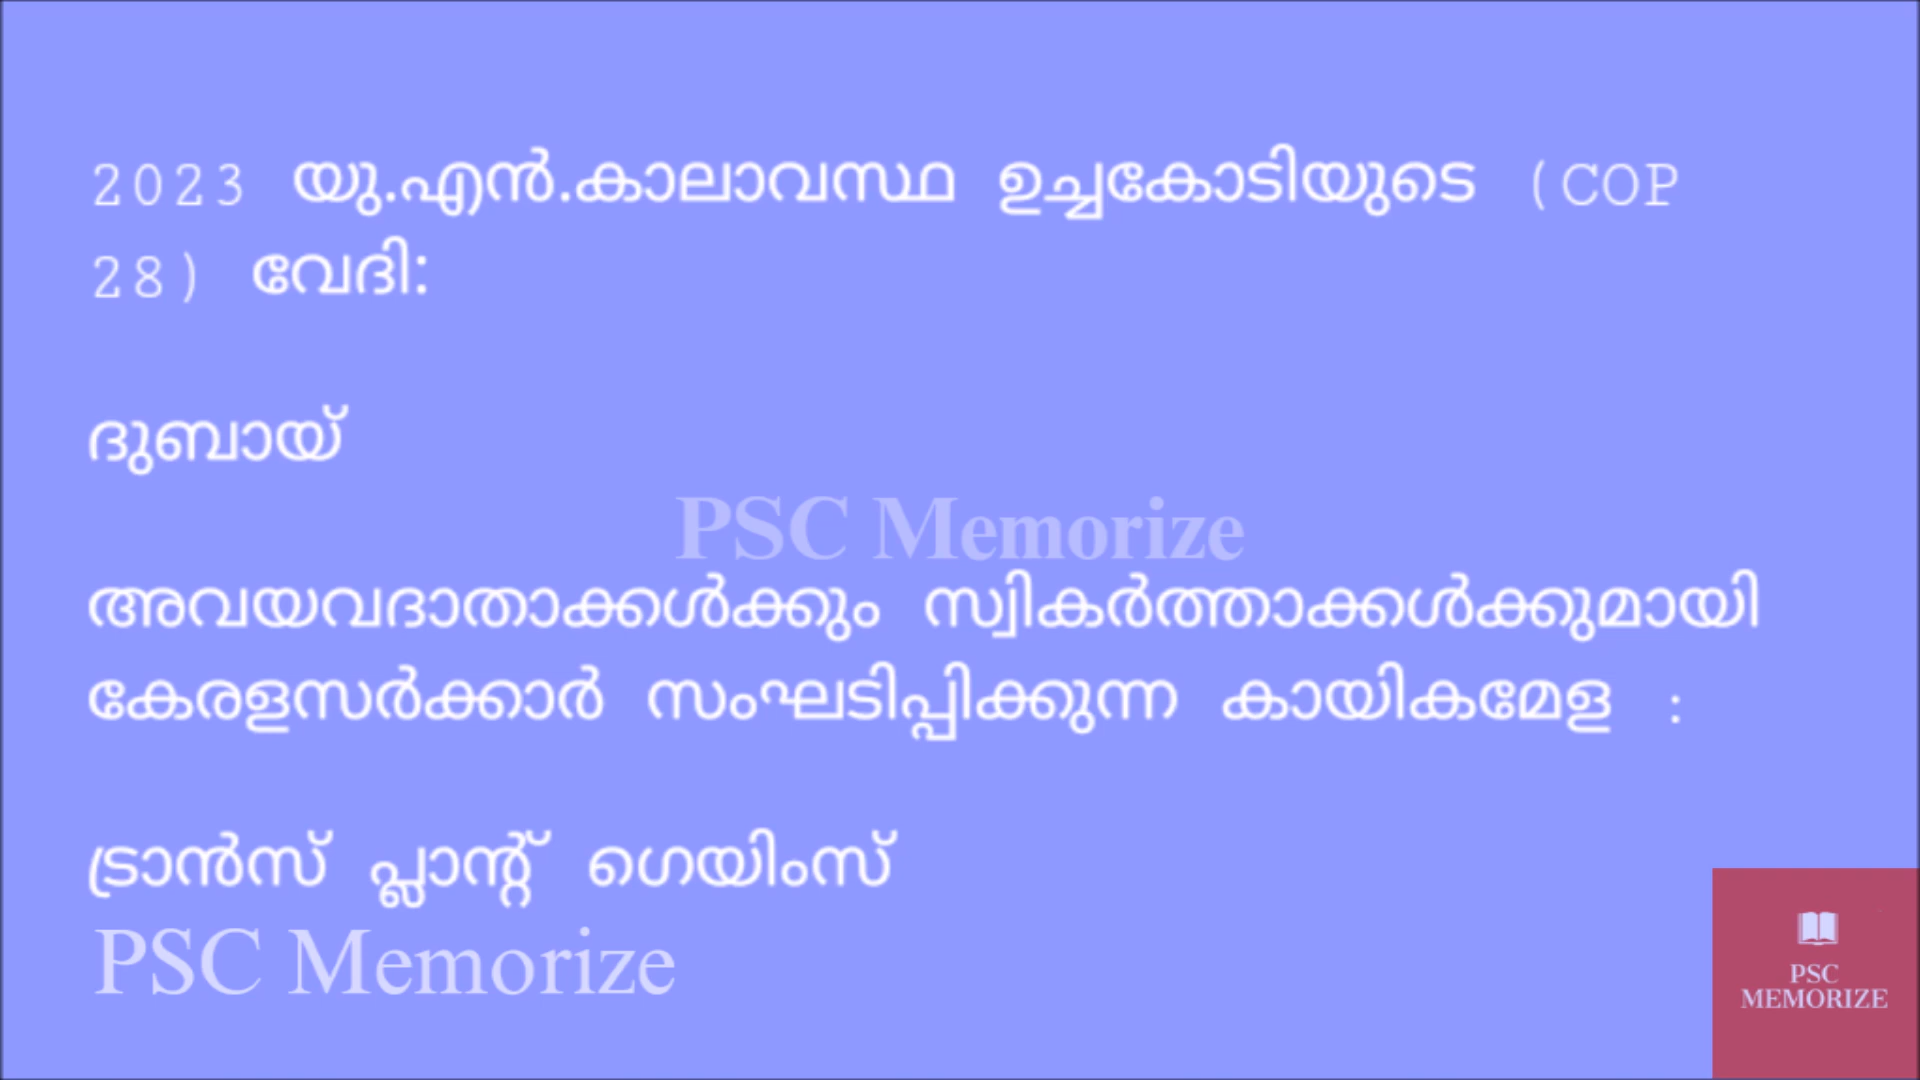 2023 യു.എൻ.കാലാവസ്ഥ ഉച്ചകോടിയുടെ (COP
28) വേദി:
ദുബായ്
PSC Memorize
അവയവദാതാക്കൾക്കും സ്വികർത്താക്കൾക്കുമായി
കേരളസർക്കാർ സംഘടിപ്പിക്കുന്ന കായികമേള :
ട്രാൻസ് പ്ലാന്റ് ഗെയിംസ്
PSC Memorize
PSC
MEMORIZE